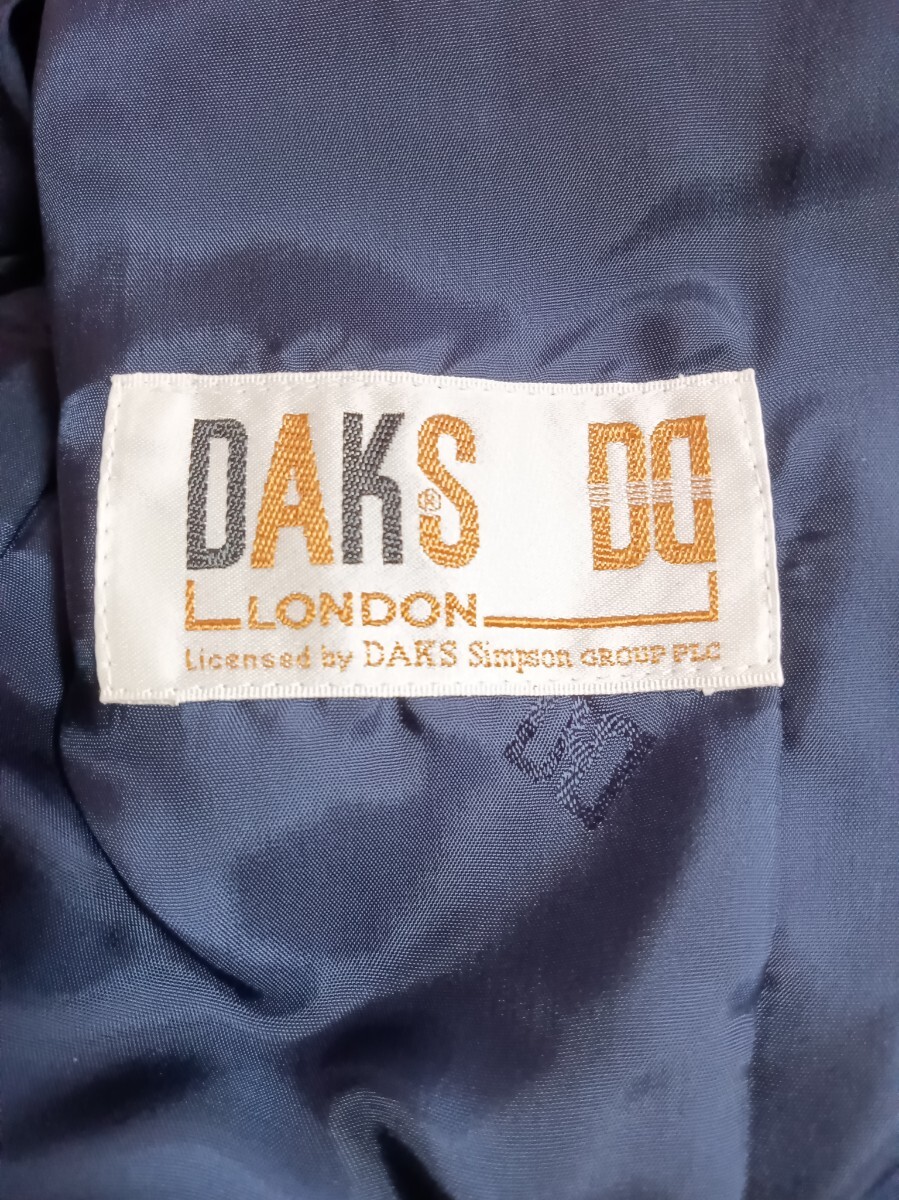 DAKS® DD
LONDON
Licensed by DAKS Simpson GROUP PLC